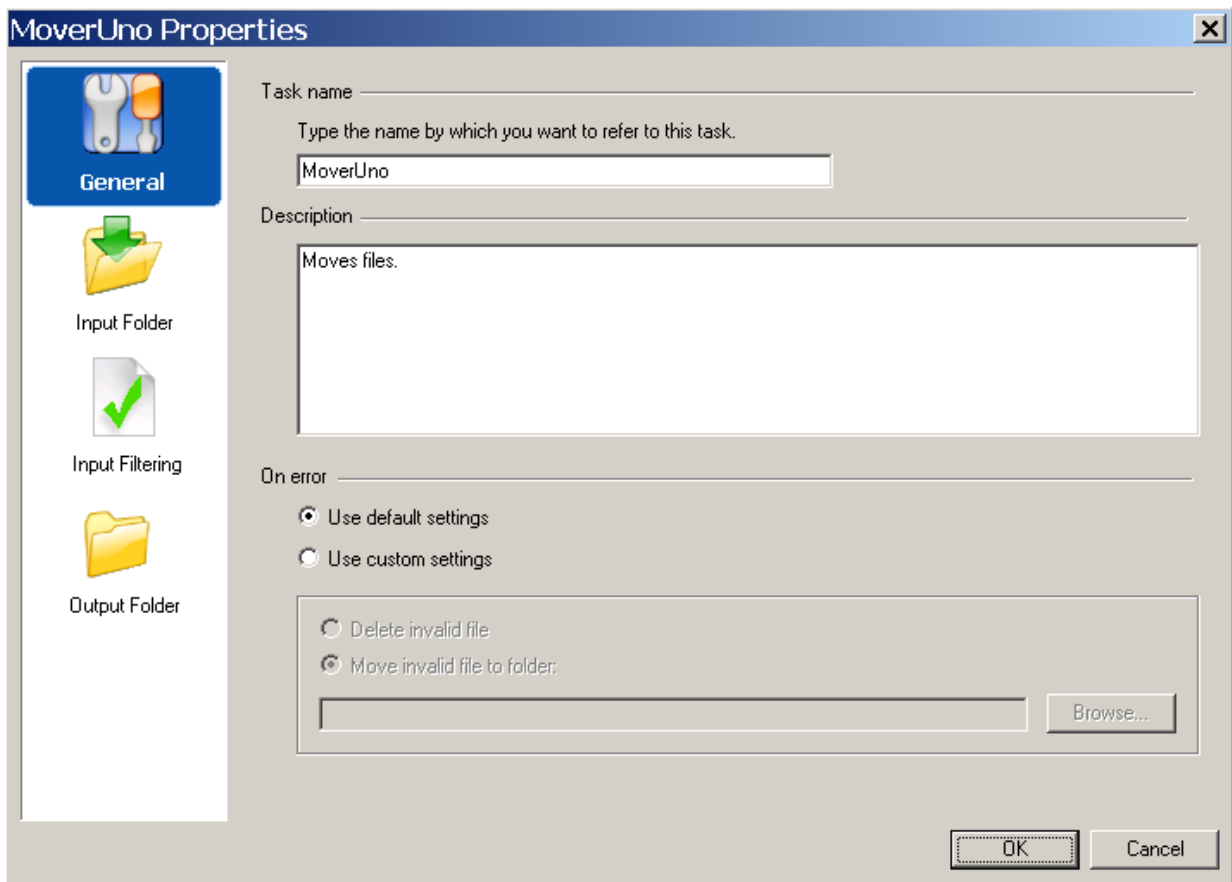 MoverUno Properties
General
Input Folder
Input Filtering
Output Folder
Task name
Type the name by which you want to refer to this task.
MoverUno
Description
Moves files.
On error
Use default settings
Use custom settings
Delete invalid file
Move invalid file to folder:
Browse...
OK
Cancel